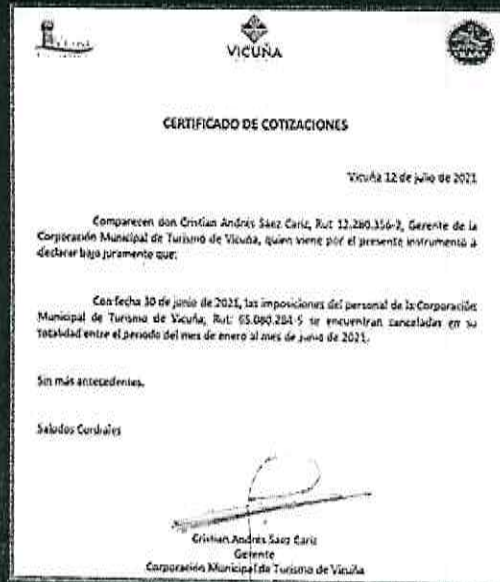 VICUÑA
CERTIFICADO DE COTIZACIONES
Vicuña 12 de julio de 2021
Comparecen don Cristian Andrés Sáez Cariz, Rut 12.280.356-2, Gerente de la
Corporación Municipal de Turismo de Vicuña, quien viene por el presente instrumento a
declarar bajo juramento que:
Con fecha 30 de junio de 2021, las imposiciones del personal de la Corporación
Municipal de Turismo de Vicuña, Rut: 65.080.284-5 se encuentran canceladas en su
totalidad entre el periodo del mes de enero al mes de junio de 2021.
Sin más antecedentes.
Saludos Cordiales
Cristian Andrés Saez Cariz
Gerente
Corporación Municipal de Turismo de Vicuña